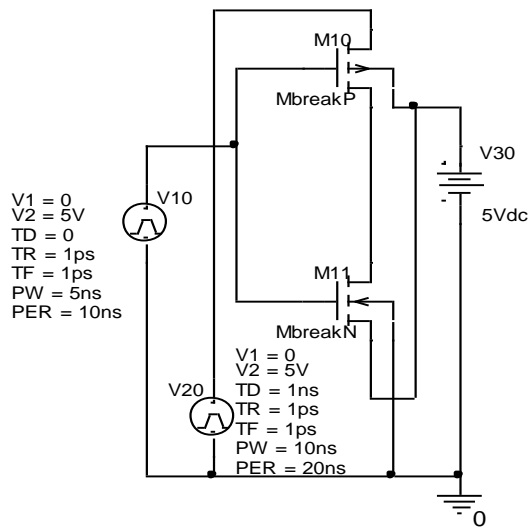 M10
MbreakP
V30
5Vdc
V10
V1 = 0
V2 = 5V
TD = 0
TR = 1ps
TF = 1ps
PW = 5ns
PER = 10ns
M11
MbreakN
V20
V1 = 0
V2 = 5V
TD = 1ns
TR = 1ps
TF = 1ps
PW = 10ns
PER = 20ns
0